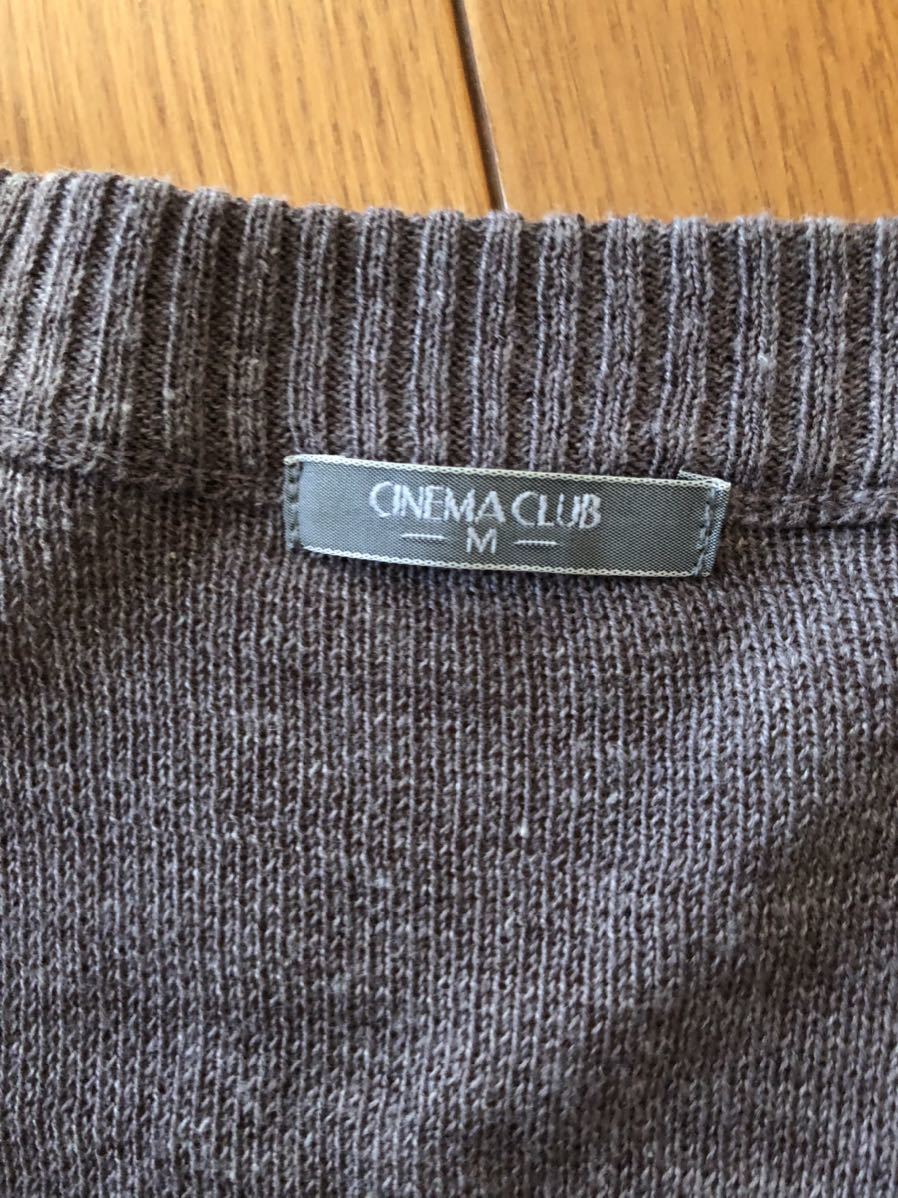 CINEMA CLUB
— M —